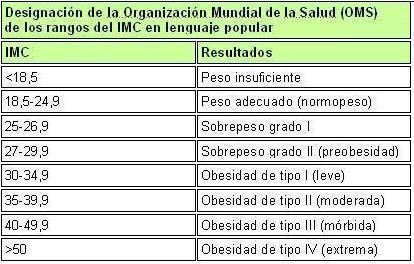 Designación de la Organización Mundial de la Salud (OMS)
de los rangos del IMC en lenguaje popular
IMC Resultados
<18,5 Peso insuficiente
18,5-24,9 Peso adecuado (normopeso)
25-26,9 Sobrepeso grado I
27-29,9 Sobrepeso grado II (preobesidad)
30-34,9 Obesidad de tipo I (leve)
35-39,9 Obesidad de tipo II (moderada)
40-49,9 Obesidad de tipo III (mórbida)
>50 Obesidad de tipo IV (extrema)